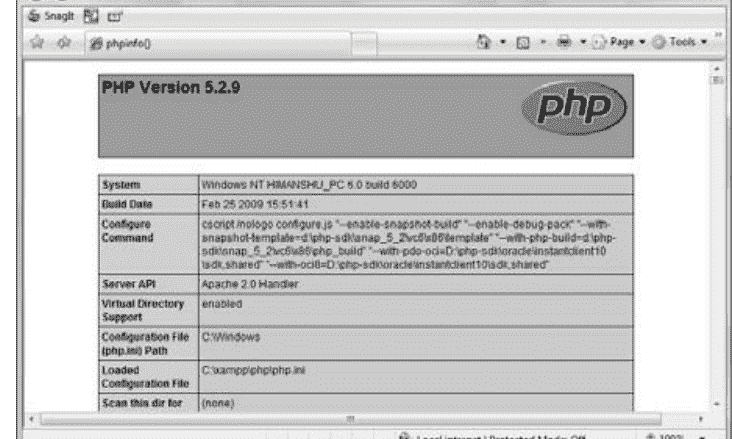 SnagIt
phpinfo()
Page
Tools
PHP Version 5.2.9
php
System
Windows NT HIMANSHU_PC 6.0 build 6000
Build Date
Feb 25 2009 15:51:41
Configure
Command
cscript /nologo configure.js "--enable-snapshot-build" "--enable-debug-pack" "--with-
snapshot-template=d:\php-sdk\snap_5_2\vc6\x86\template" "--with-php-build=d:\php-
sdk\snap_5_2\vc6\x86\php_build" "--with-pdo-oci=D:\php-sdk\oracle\instantclient10
\sdk,shared" "--with-oci8=D:\php-sdk\oracle\instantclient10\sdk,shared"
Server API
Apache 2.0 Handler
Virtual Directory
Support
enabled
Configuration File
(php.ini) Path
C:\Windows
Loaded
Configuration File
C:\xampp\php\php.ini
Scan this dir for
(none)
Local intranet | Protected Mode: Off
100%